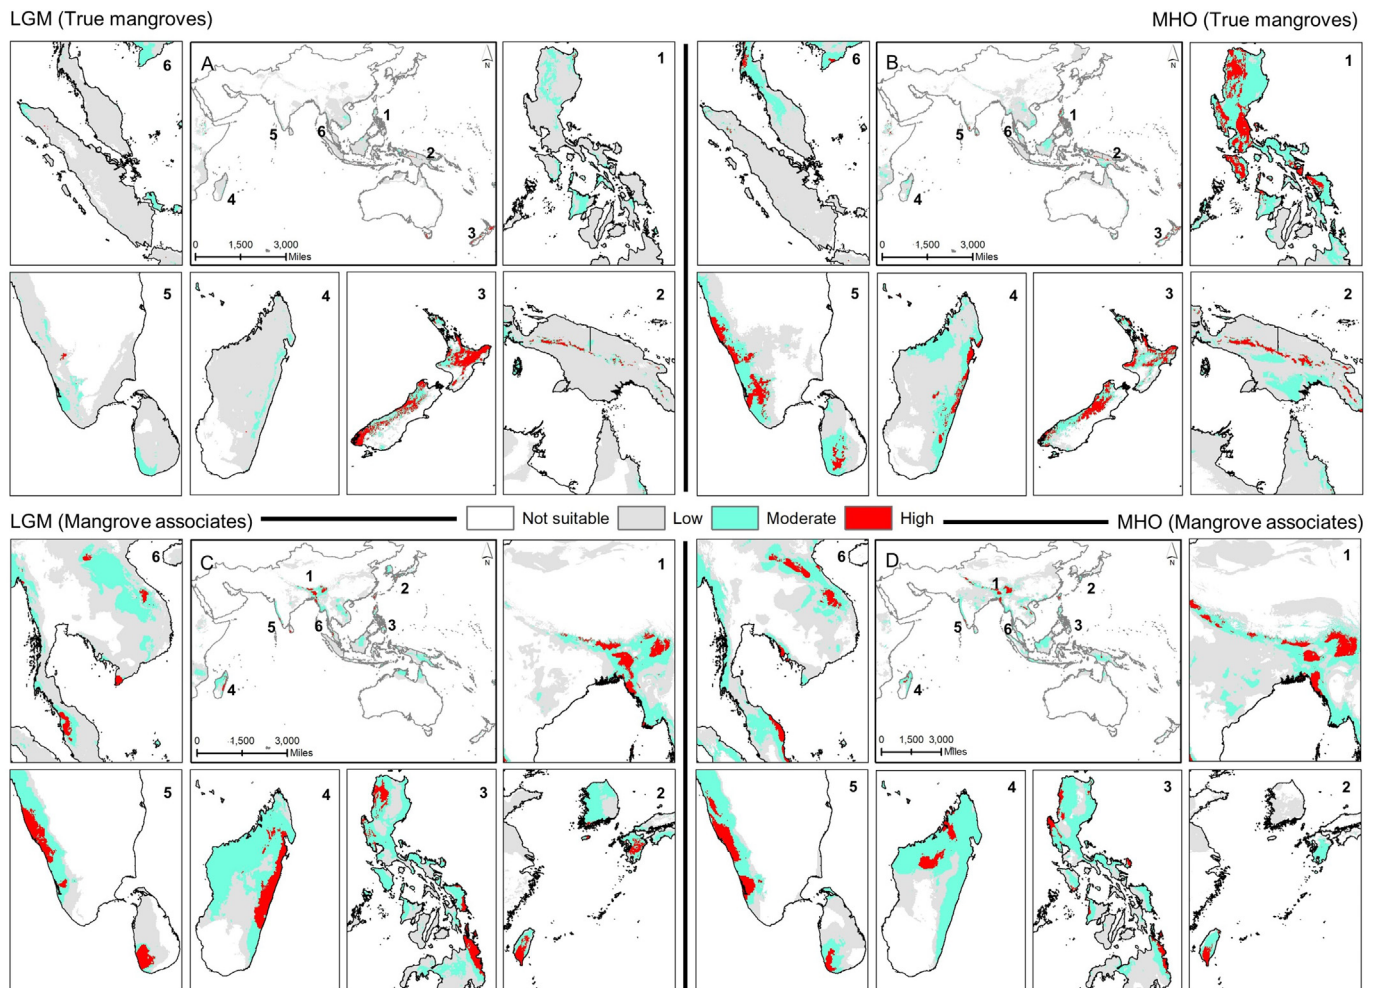 LGM (True mangroves)
MHO (True mangroves)
6
A
N
1
5
6
1
2
4
3
0 1,500 3,000
Miles
6
B
N
1
5
6
1
2
4
3
0 1,500 3,000
Miles
5
4
3
2
5
4
3
2
LGM (Mangrove associates)
Not suitable
Low
Moderate
High
MHO (Mangrove associates)
6
C
N
1
1
2
3
5
6
4
0 1,500 3,000
Miles
6
D
N
1
1
2
3
5
6
4
0 1,500 3,000
Miles
5
4
3
2
5
4
3
2